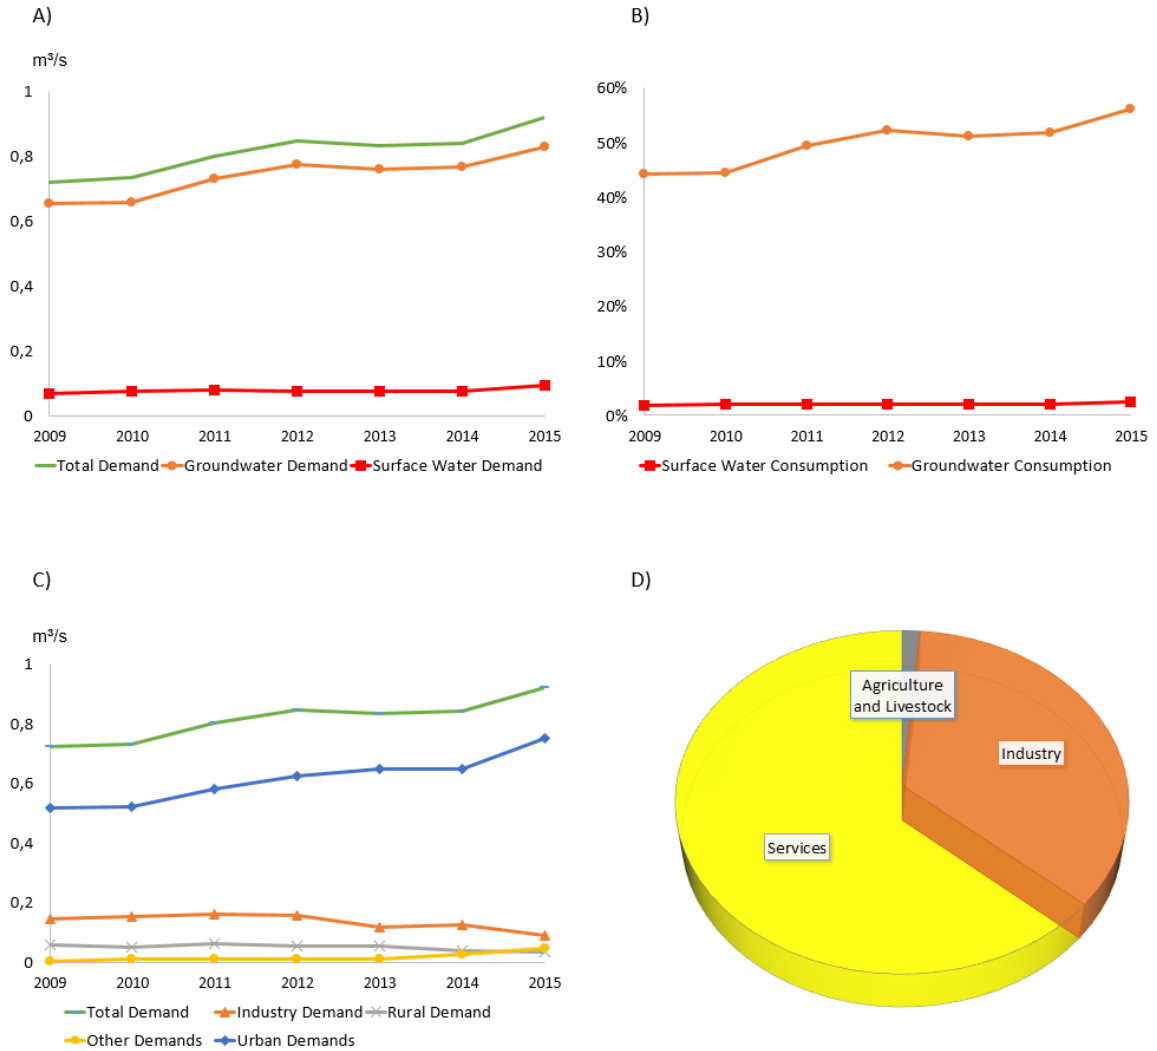 A)
m³/s
1
0,8
0,6
0,4
0,2
0
2009 2010 2011 2012 2013 2014 2015
Total Demand Groundwater Demand Surface Water Demand
B)
60%
50%
40%
30%
20%
10%
0%
2009 2010 2011 2012 2013 2014 2015
Surface Water Consumption Groundwater Consumption
C)
m³/s
1
0,8
0,6
0,4
0,2
0
2009 2010 2011 2012 2013 2014 2015
Total Demand Industry Demand Rural Demand
Other Demands Urban Demands
D)
Agriculture
and Livestock
Industry
Services